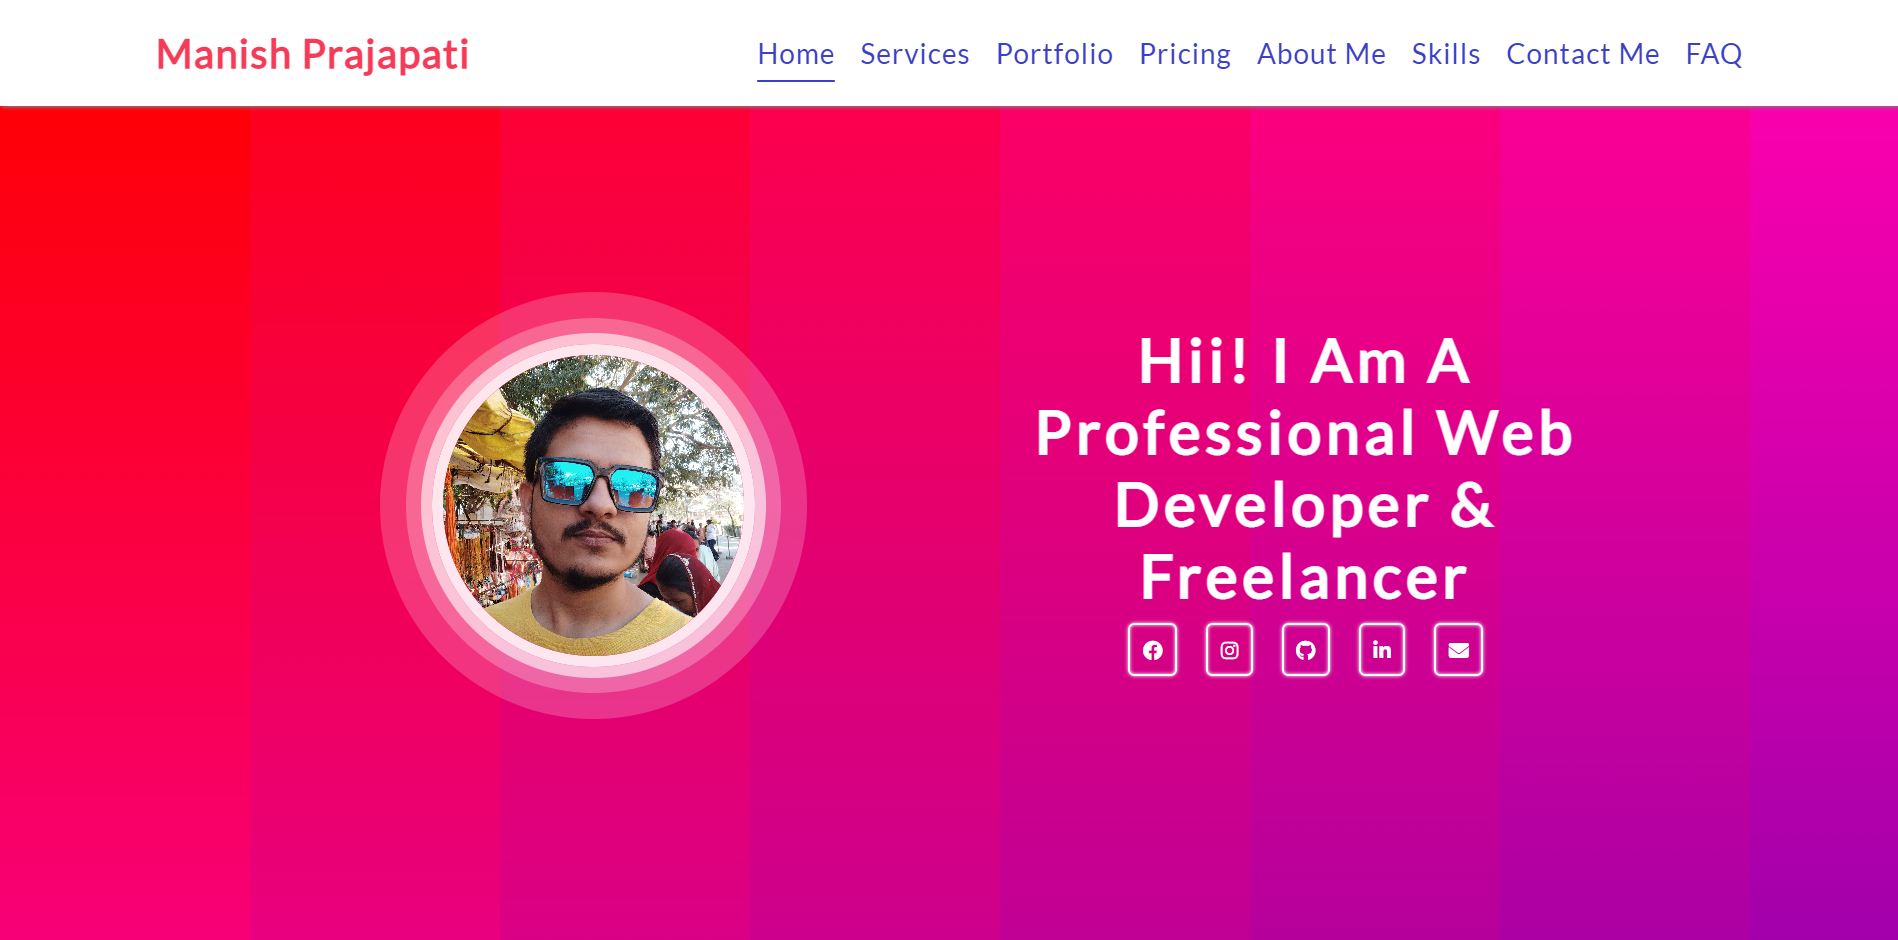 Manish Prajapati
Home Services Portfolio Pricing About Me Skills Contact Me FAQ
Hii! I Am A
Professional Web
Developer &
Freelancer